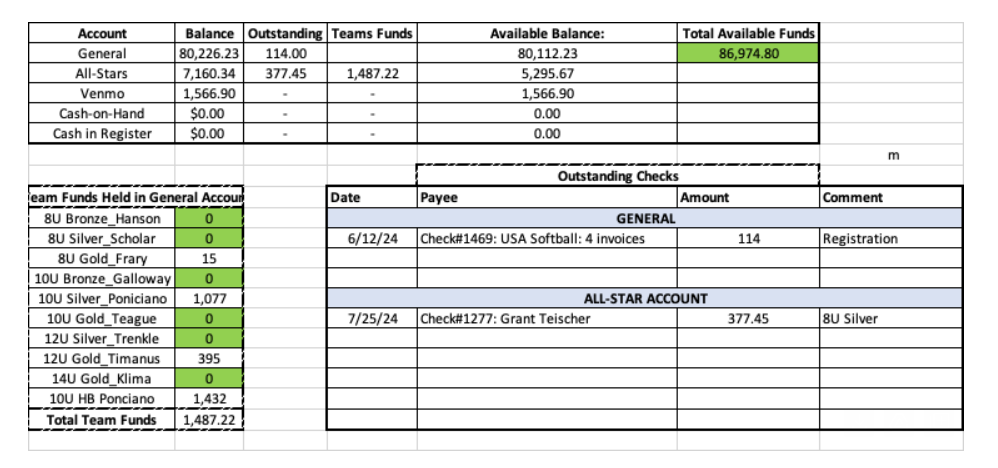 Account Balance Outstanding Teams Funds Available Balance: Total Available Funds
General 80,226.23 114.00 80,112.23 86,974.80
All-Stars 7,160.34 377.45 1,487.22 5,295.67
Venmo 1,566.90 - - 1,566.90
Cash-on-Hand $0.00 - - 0.00
Cash in Register $0.00 - - 0.00
m
Outstanding Checks
eam Funds Held in General Accoun Date Payee Amount Comment
8U Bronze_Hanson 0 GENERAL
8U Silver_Scholar 0 6/12/24 Check#1469: USA Softball: 4 invoices 114 Registration
8U Gold_Frary 15
10U Bronze_Galloway 0
10U Silver_Poniciano 1,077 ALL-STAR ACCOUNT
10U Gold_Teague 0 7/25/24 Check#1277: Grant Teischer 377.45 8U Silver
12U Silver_Trenkle 0
12U Gold_Timanus 395
14U Gold_Klima 0
10U HB Ponciano 1,432
Total Team Funds 1,487.22